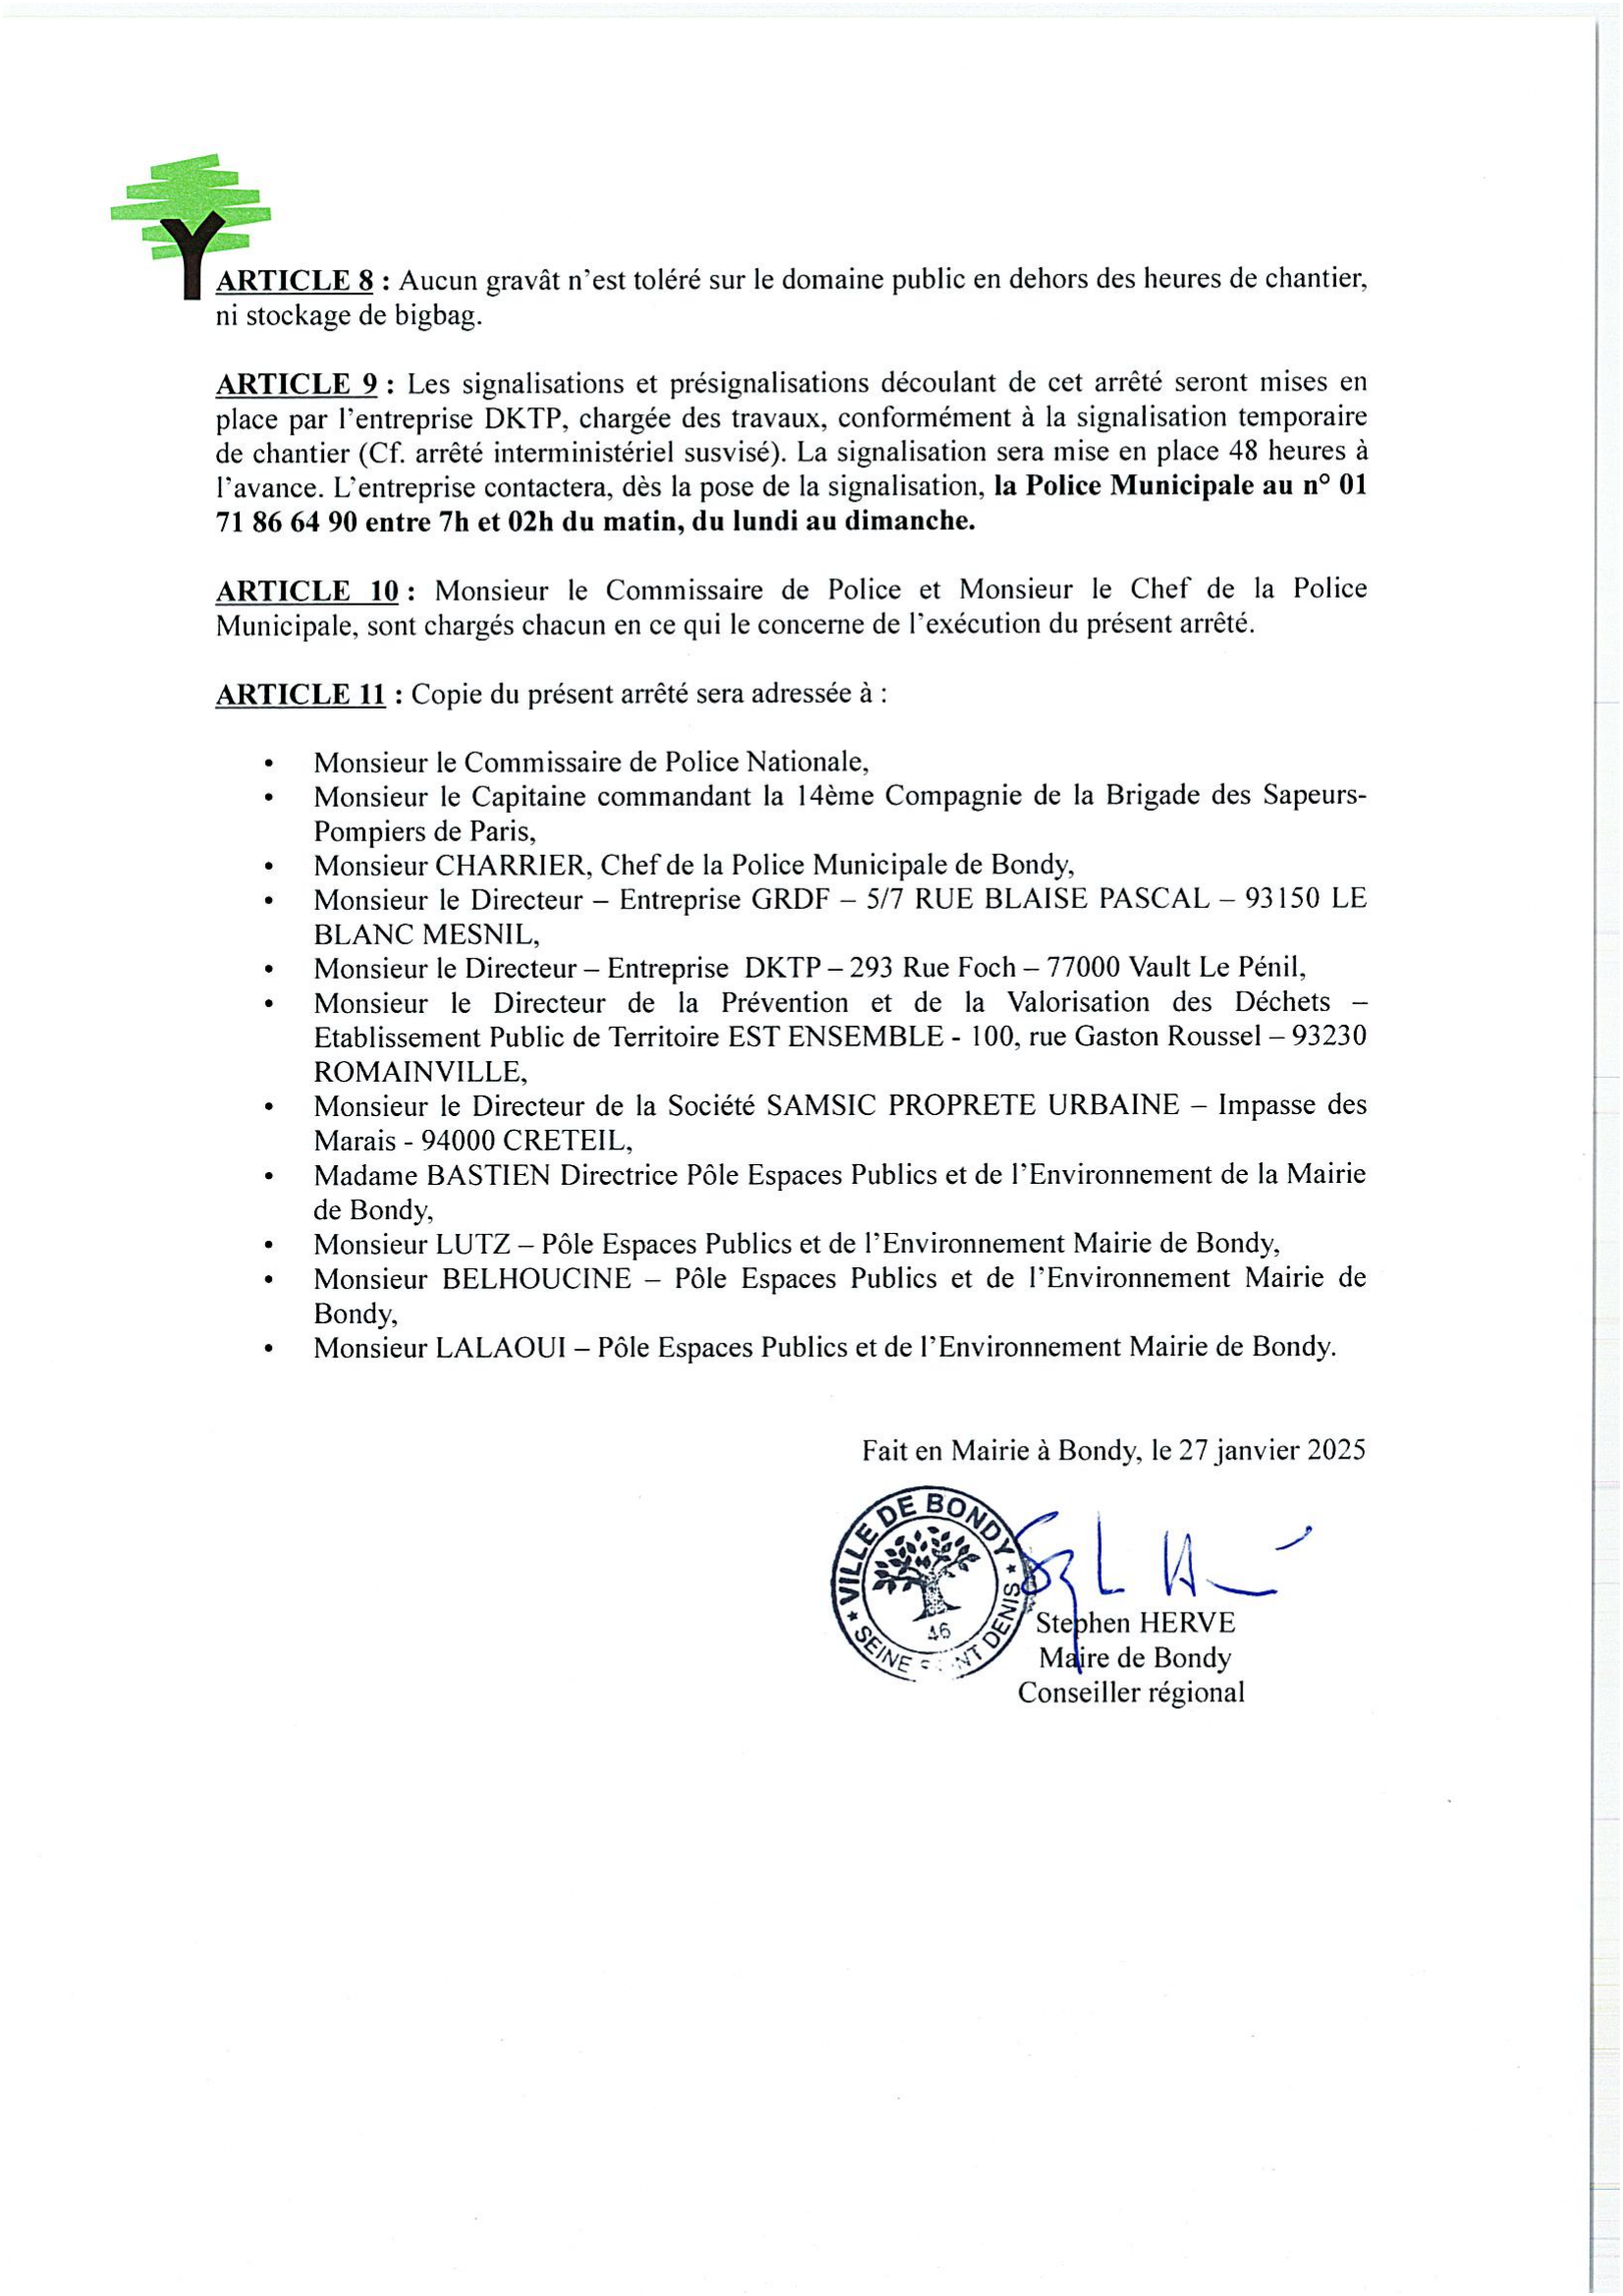 ARTICLE 8 : Aucun gravât n’est toléré sur le domaine public en dehors des heures de chantier,
ni stockage de bigbag.
ARTICLE 9 : Les signalisations et présignalisations découlant de cet arrêté seront mises en
place par l’entreprise DKTP, chargée des travaux, conformément à la signalisation temporaire
de chantier (Cf. arrêté interministériel susvisé). La signalisation sera mise en place 48 heures à
l’avance. L’entreprise contactera, dès la pose de la signalisation, la Police Municipale au n° 01
71 86 64 90 entre 7h et 02h du matin, du lundi au dimanche.
ARTICLE 10 : Monsieur le Commissaire de Police et Monsieur le Chef de la Police
Municipale, sont chargés chacun en ce qui le concerne de l’exécution du présent arrêté.
ARTICLE 11 : Copie du présent arrêté sera adressée à :
• Monsieur le Commissaire de Police Nationale,
• Monsieur le Capitaine commandant la 14ème Compagnie de la Brigade des Sapeurs-
Pompiers de Paris,
• Monsieur CHARRIER, Chef de la Police Municipale de Bondy,
• Monsieur le Directeur – Entreprise GRDF – 5/7 RUE BLAISE PASCAL – 93150 LE
BLANC MESNIL,
• Monsieur le Directeur – Entreprise DKTP – 293 Rue Foch – 77000 Vault Le Pénil,
• Monsieur le Directeur de la Prévention et de la Valorisation des Déchets –
Etablissement Public de Territoire EST ENSEMBLE - 100, rue Gaston Roussel – 93230
ROMAINVILLE,
• Monsieur le Directeur de la Société SAMSIC PROPRETE URBAINE – Impasse des
Marais - 94000 CRETEIL,
• Madame BASTIEN Directrice Pôle Espaces Publics et de l’Environnement de la Mairie
de Bondy,
• Monsieur LUTZ – Pôle Espaces Publics et de l’Environnement Mairie de Bondy,
• Monsieur BELHOUCINE – Pôle Espaces Publics et de l’Environnement Mairie de
Bondy,
• Monsieur LALAOUI – Pôle Espaces Publics et de l’Environnement Mairie de Bondy.
Fait en Mairie à Bondy, le 27 janvier 2025
VILLE DE BONDY
46
SEINE DENIS
Stephen HERVE
Maire de Bondy
Conseiller régional